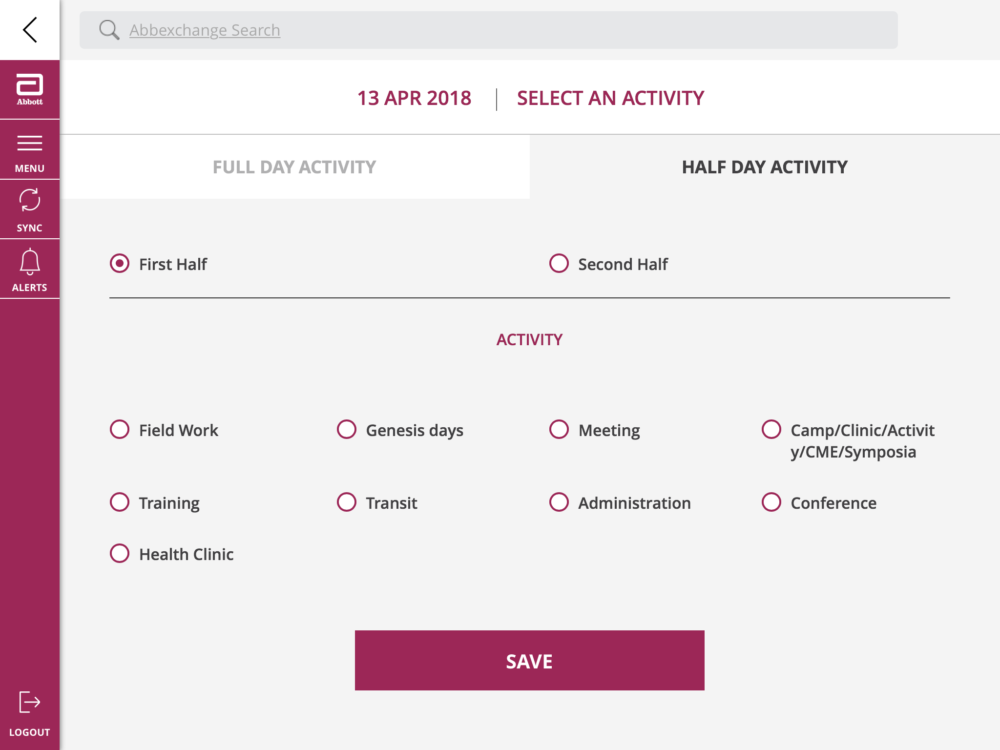 Abbexchange Search
Abbott
MENU
SYNC
ALERTS
LOGOUT
13 APR 2018 | SELECT AN ACTIVITY
FULL DAY ACTIVITY
HALF DAY ACTIVITY
First Half
Second Half
ACTIVITY
Field Work
Genesis days
Meeting
Camp/Clinic/Activit
y/CME/Symposia
Training
Transit
Administration
Conference
Health Clinic
SAVE